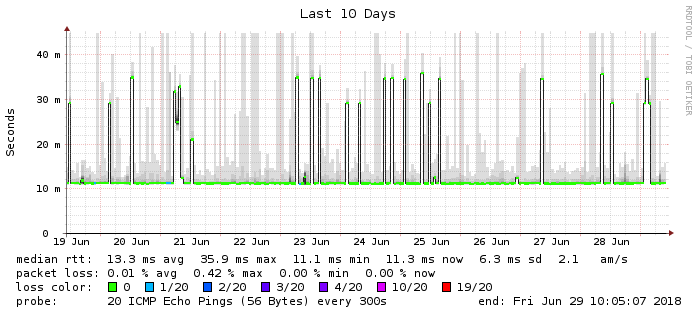 Last 10 Days
RRDTOOL / TOBI OETIKER
Seconds
40 m
30 m
20 m
10 m
0
19 Jun 20 Jun 21 Jun 22 Jun 23 Jun 24 Jun 25 Jun 26 Jun 27 Jun 28 Jun
median rtt: 13.3 ms avg 35.9 ms max 11.1 ms min 11.3 ms now 6.3 ms sd 2.1 am/s
packet loss: 0.01 % avg 0.42 % max 0.00 % min 0.00 % now
loss color: 0 1/20 2/20 3/20 4/20 10/20 19/20
probe: 20 ICMP Echo Pings (56 Bytes) every 300s end: Fri Jun 29 10:05:07 2018